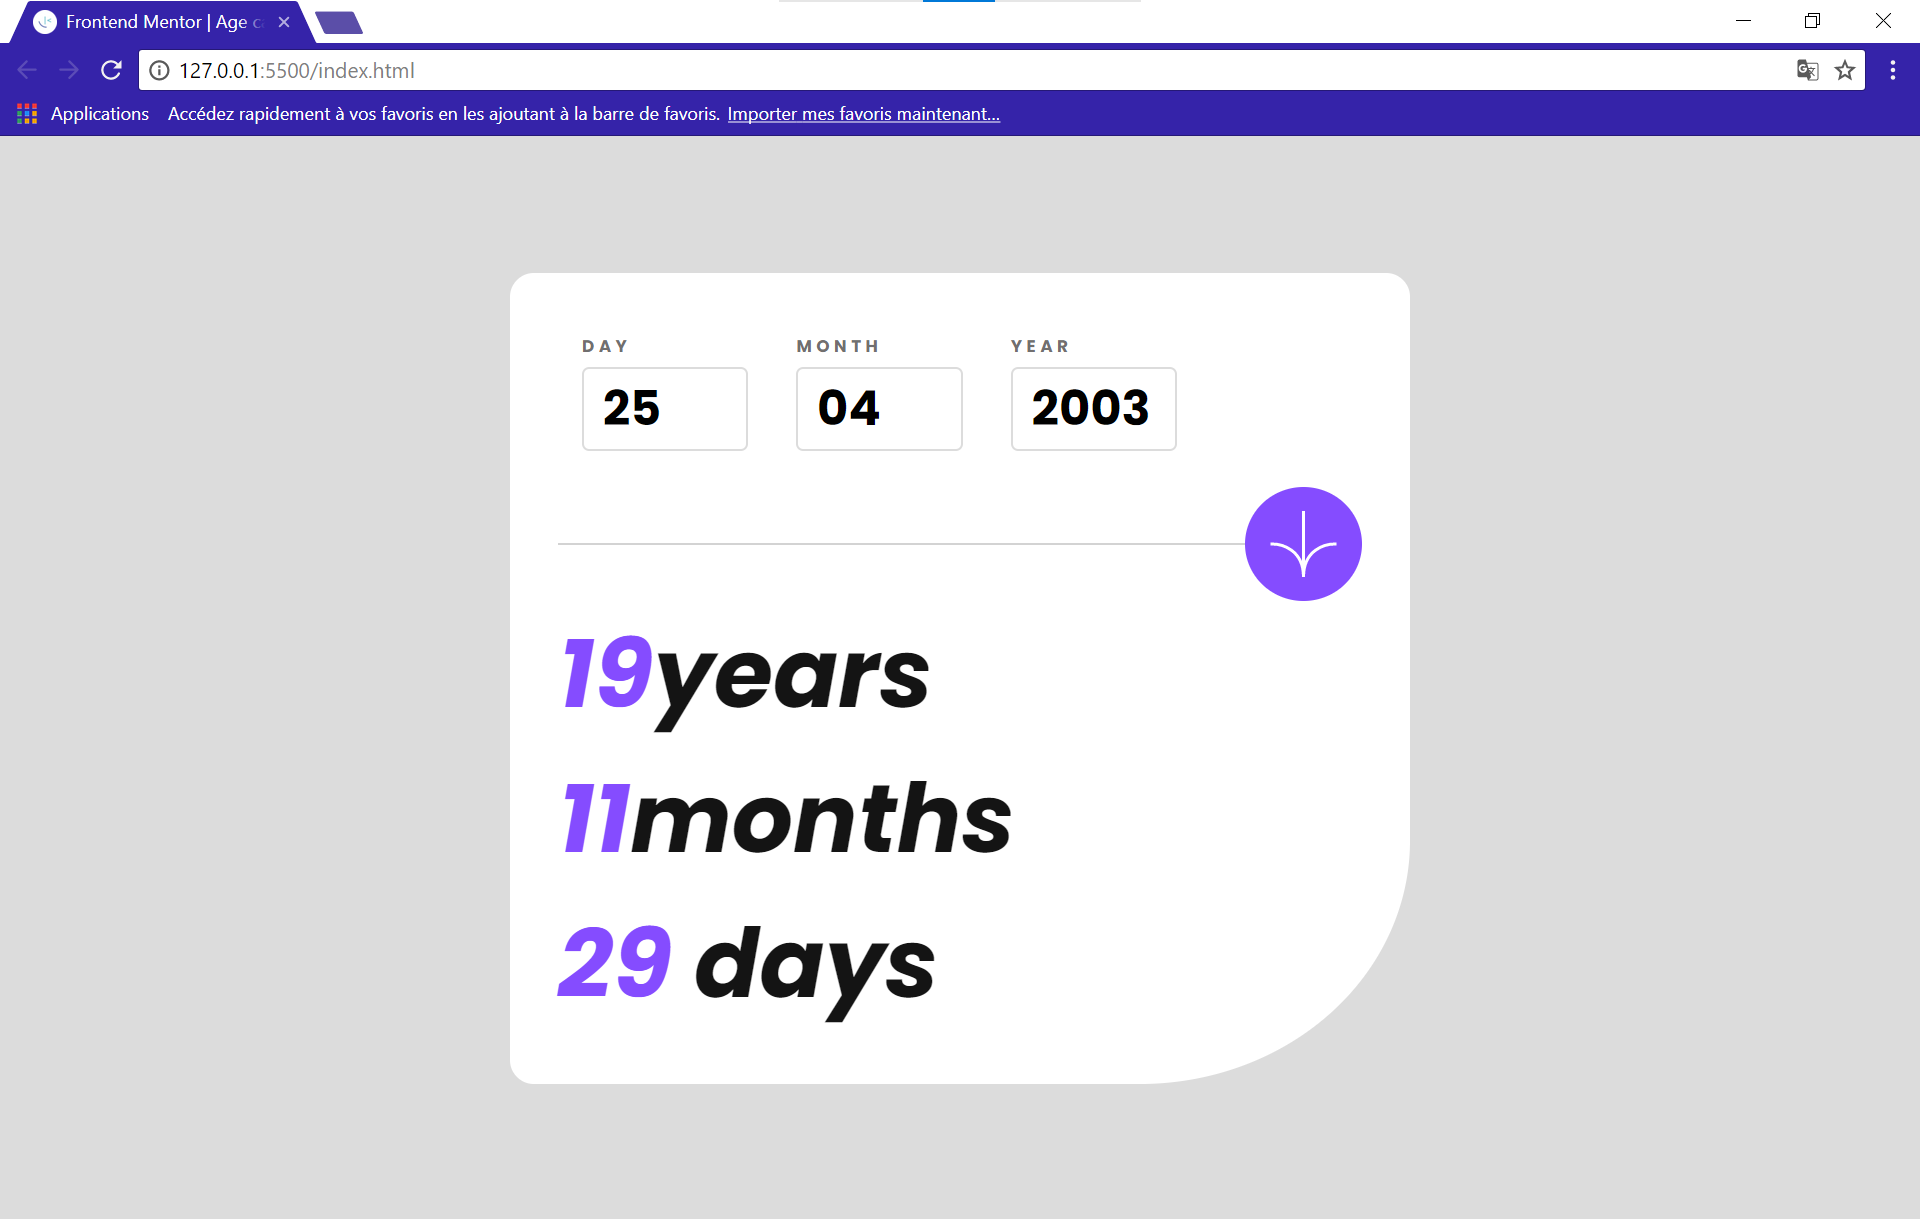 Frontend Mentor | Age c
127.0.0.1:5500/index.html
Applications Accédez rapidement à vos favoris en les ajoutant à la barre de favoris. Importer mes favoris maintenant...
DAY MONTH YEAR
25 04 2003
19years
11months
29 days